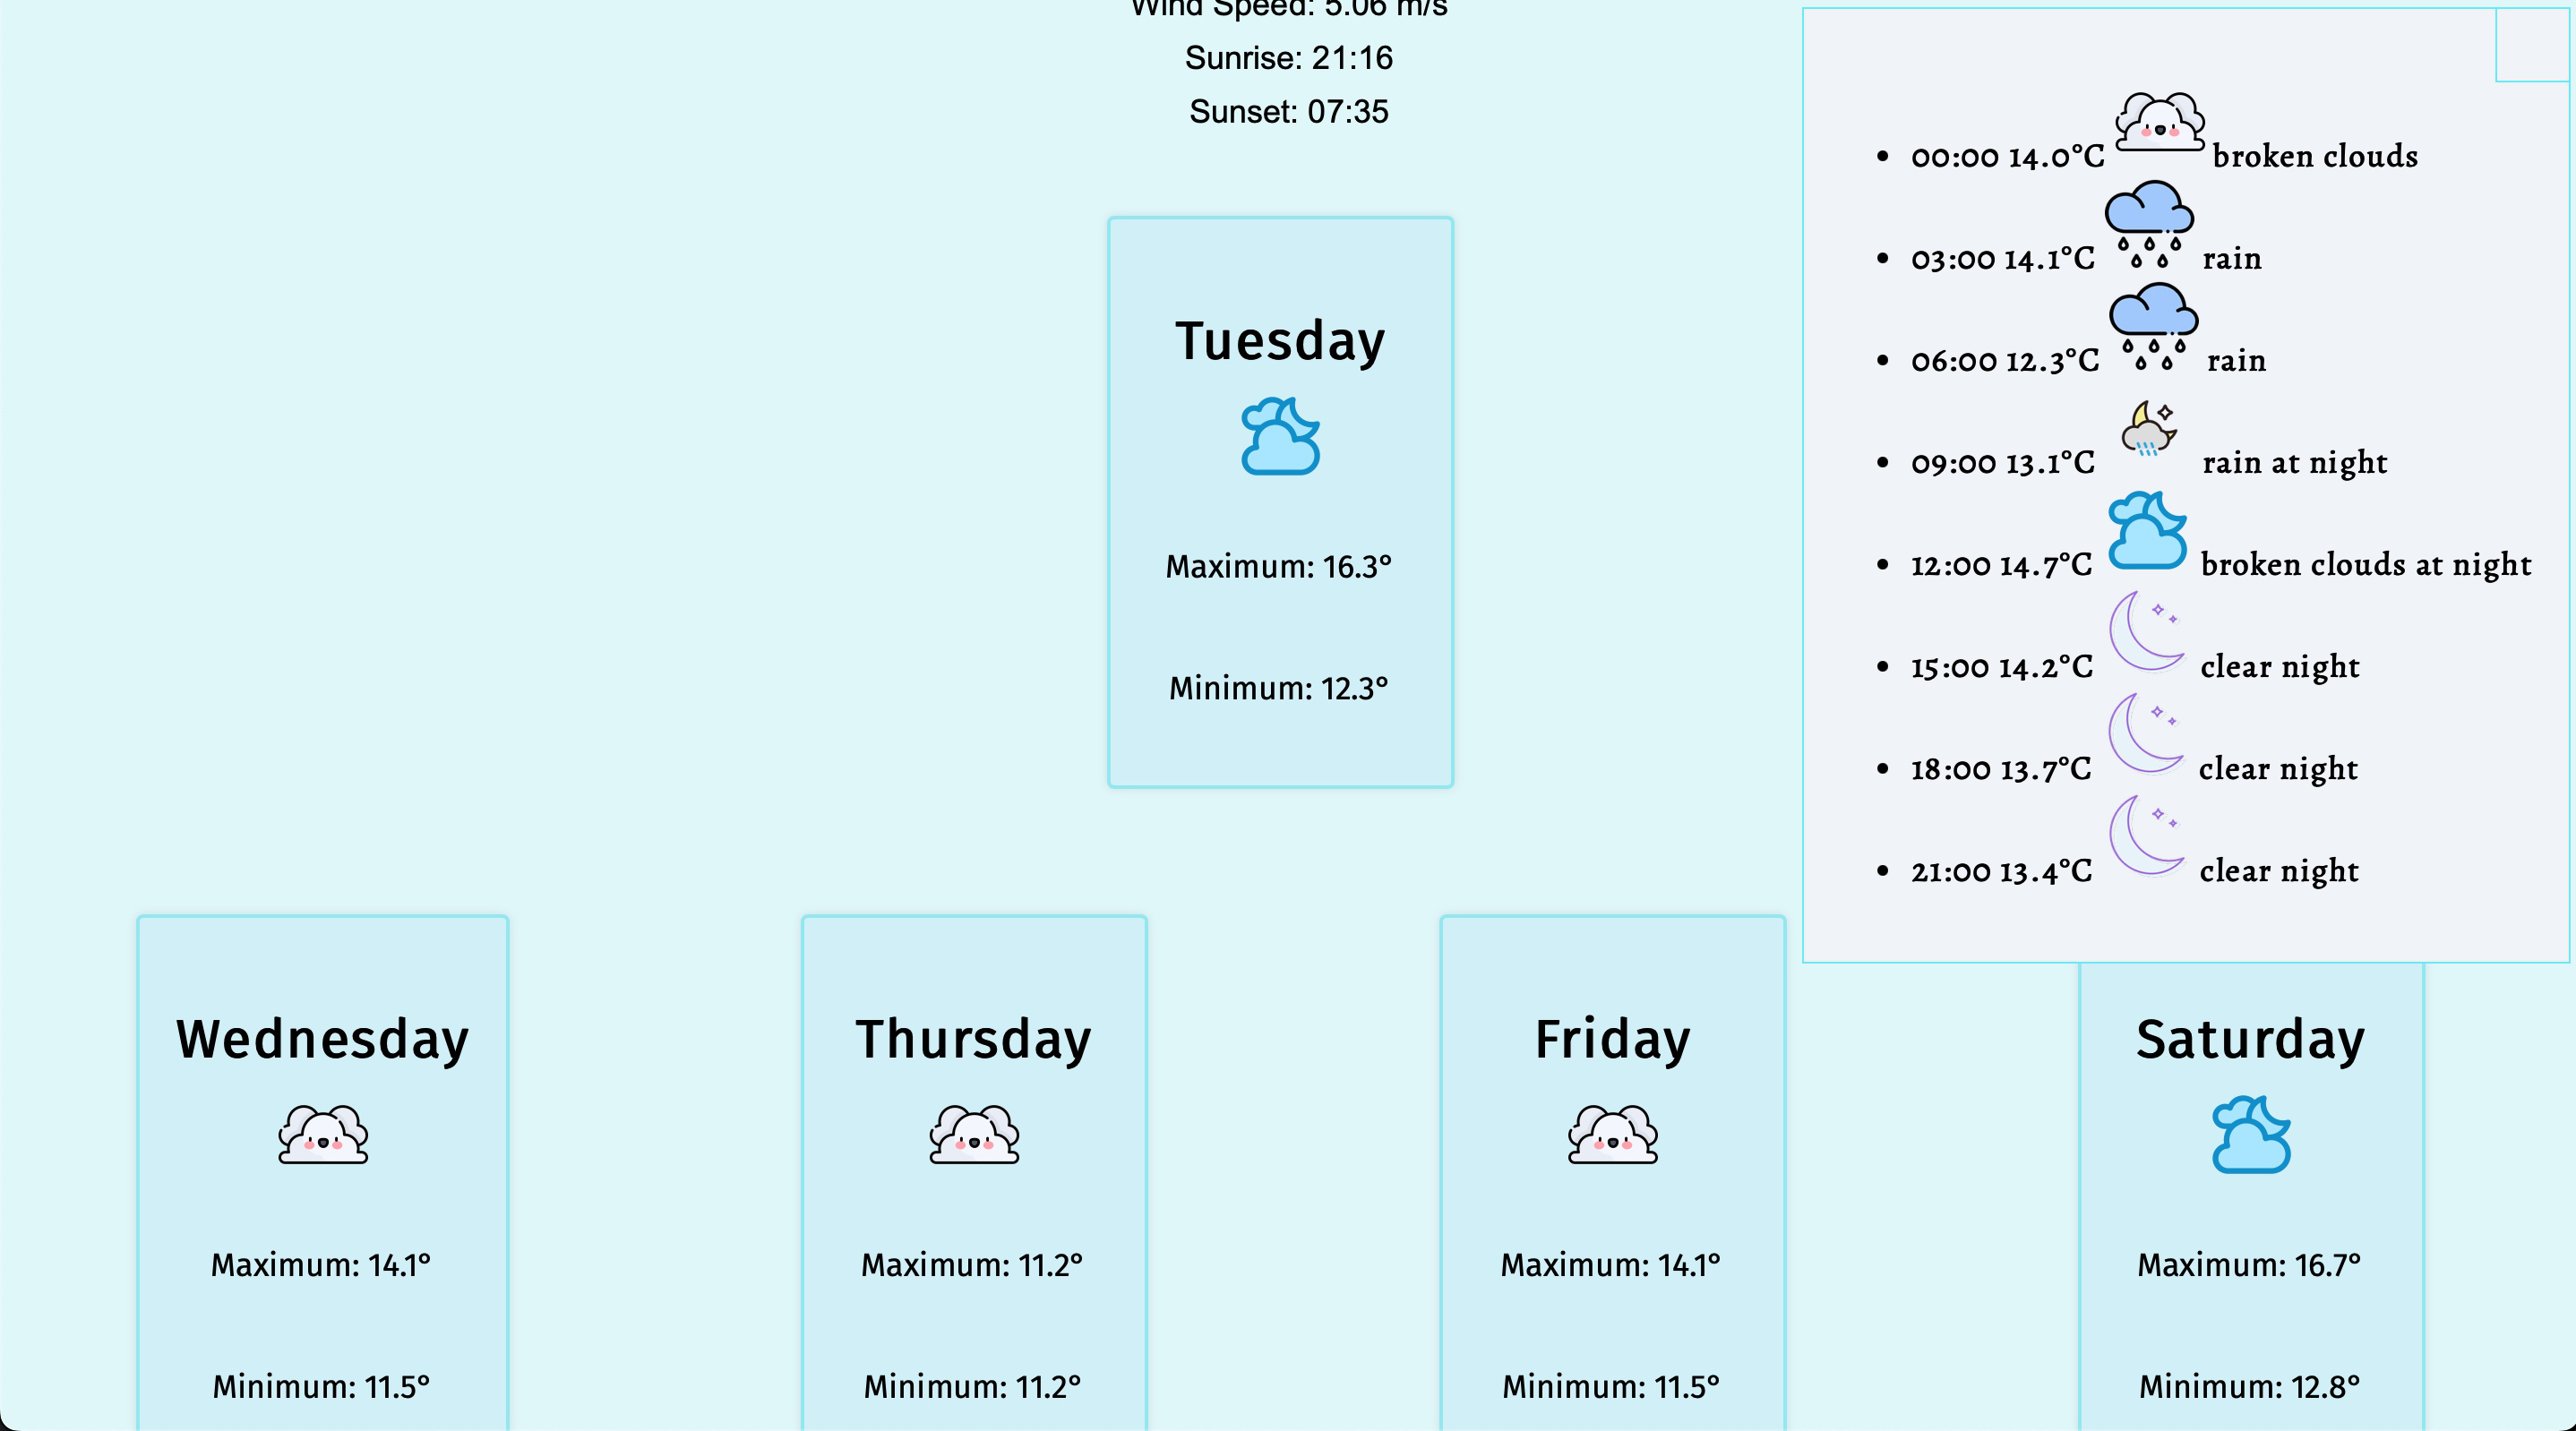 Wind Speed: 5.06 m/s
Sunrise: 21:16
Sunset: 07:35
Tuesday
Maximum: 16.3°
Minimum: 12.3°
• 00:00 14.0°C broken clouds
• 03:00 14.1°C rain
• 06:00 12.3°C rain
• 09:00 13.1°C rain at night
• 12:00 14.7°C broken clouds at night
• 15:00 14.2°C clear night
• 18:00 13.7°C clear night
• 21:00 13.4°C clear night
Wednesday
Maximum: 14.1°
Minimum: 11.5°
Thursday
Maximum: 11.2°
Minimum: 11.2°
Friday
Maximum: 14.1°
Minimum: 11.5°
Saturday
Maximum: 16.7°
Minimum: 12.8°